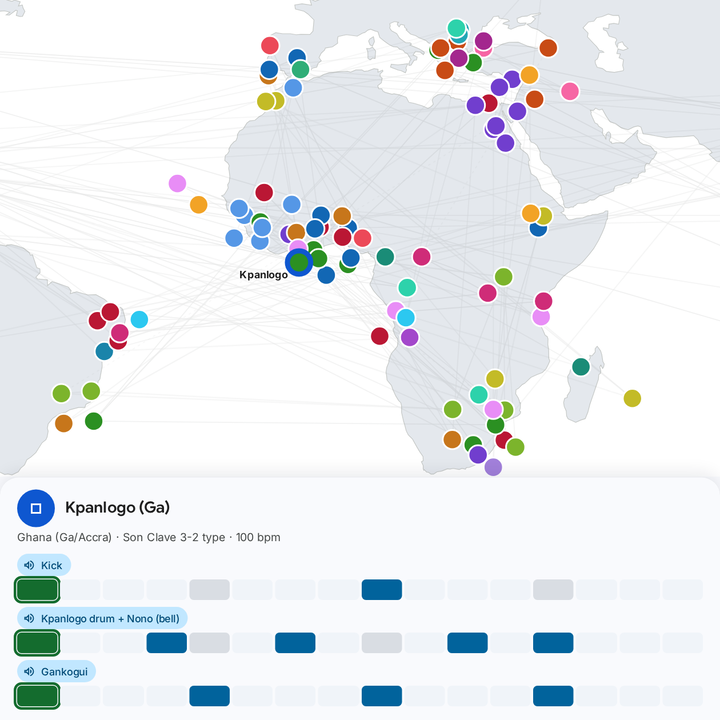 Kpanlogo
Kpanlogo (Ga)
Ghana (Ga/Accra) · Son Clave 3-2 type · 100 bpm
Kick
Kpanlogo drum + Nono (bell)
Gankogui